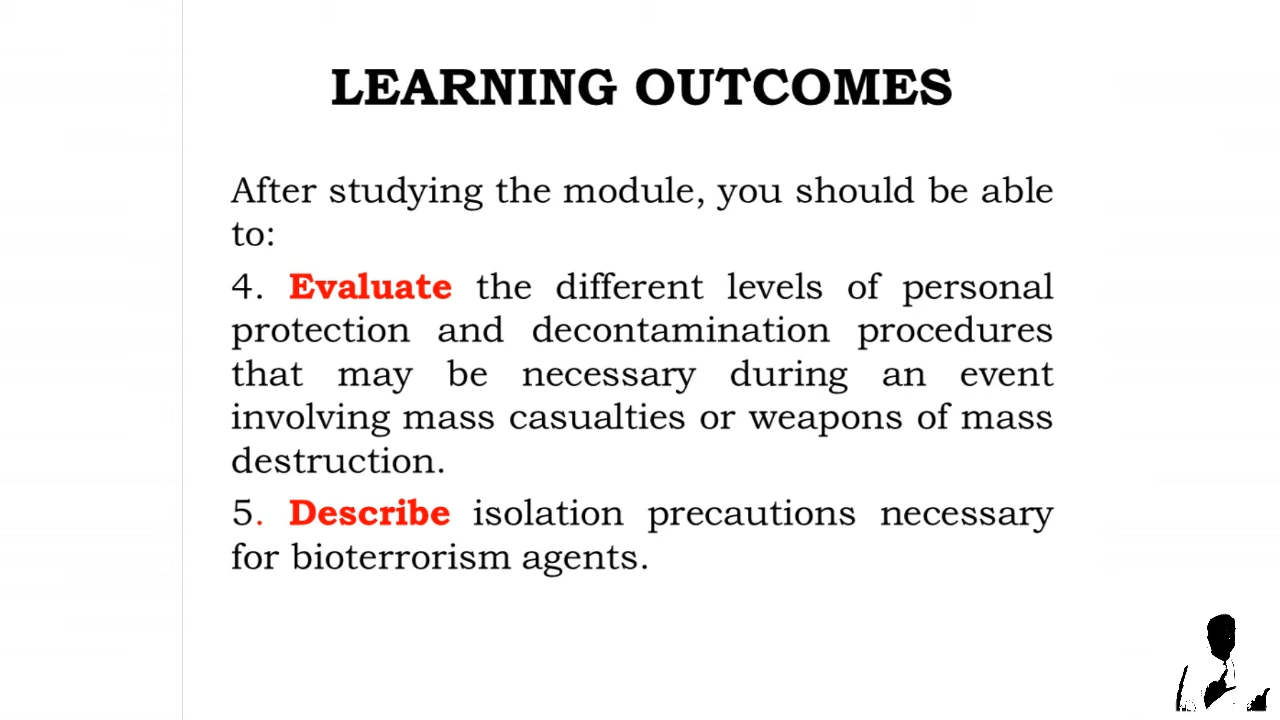 LEARNING OUTCOMES
After studying the module, you should be able
to:
4. Evaluate the different levels of personal
protection and decontamination procedures
that may be necessary during an event
involving mass casualties or weapons of mass
destruction.
5. Describe isolation precautions necessary
for bioterrorism agents.